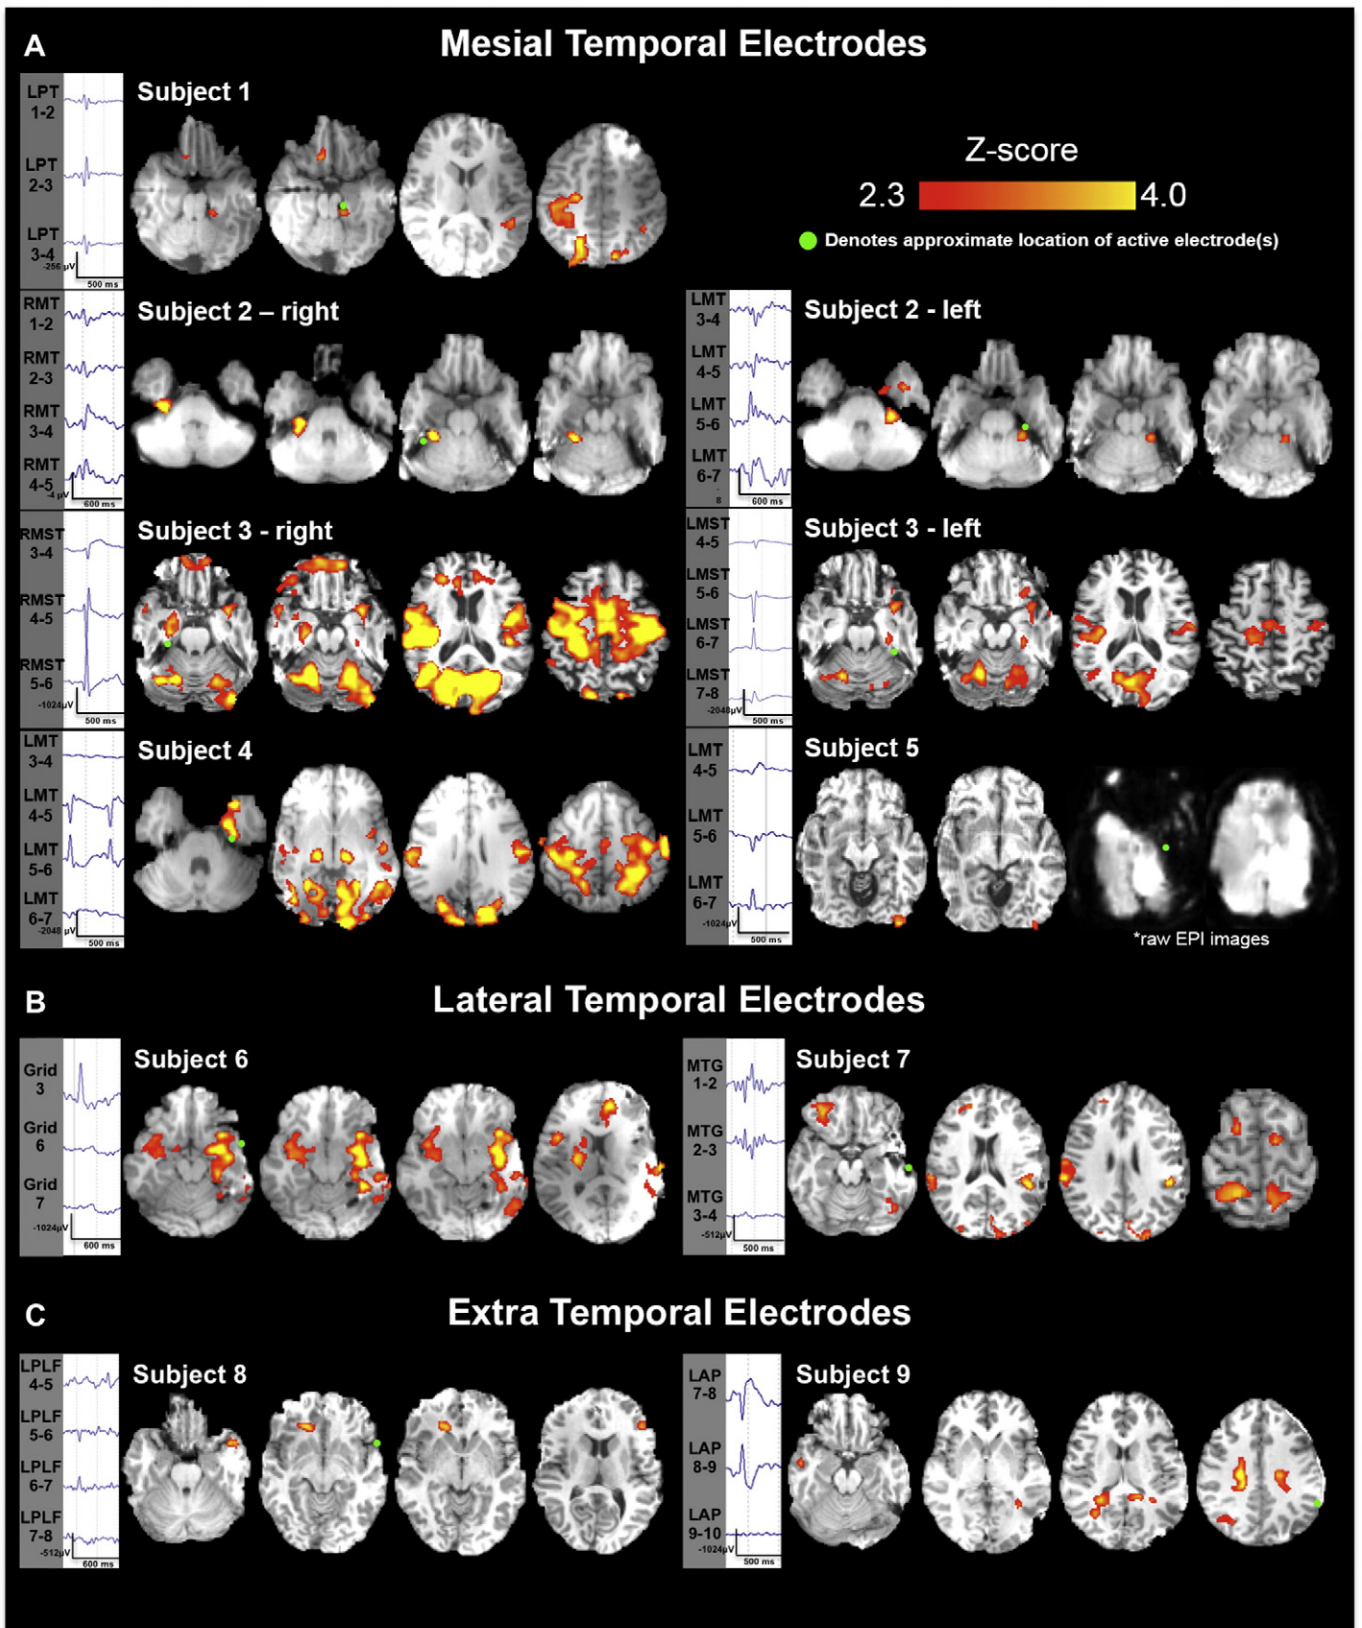 A
Mesial Temporal Electrodes
LPT
1-2
LPT
2-3
LPT
3-4
-256 µV
500 ms
Subject 1
Z-score
2.3
4.0
Denotes approximate location of active electrode(s)
RMT
1-2
RMT
2-3
RMT
3-4
RMT
4-5
-4 µV
600 ms
Subject 2 – right
LMT
3-4
LMT
4-5
LMT
5-6
LMT
6-7
8
600 ms
Subject 2 - left
RMST
3-4
RMST
4-5
RMST
5-6
-1024µV
500 ms
Subject 3 - right
LMST
4-5
LMST
5-6
LMST
6-7
LMST
7-8
-2048µV
500 ms
Subject 3 - left
LMT
3-4
LMT
4-5
LMT
5-6
LMT
6-7
-2048 µV
500 ms
Subject 4
LMT
4-5
LMT
5-6
LMT
6-7
-1024µV
500 ms
Subject 5
*raw EPI images
B
Lateral Temporal Electrodes
Grid
3
Grid
6
Grid
7
-1024µV
600 ms
Subject 6
MTG
1-2
MTG
2-3
MTG
3-4
-512µV
500 ms
Subject 7
C
Extra Temporal Electrodes
LPLF
4-5
LPLF
5-6
LPLF
6-7
LPLF
7-8
-512µV
600 ms
Subject 8
LAP
7-8
LAP
8-9
LAP
9-10
-1024µV
500 ms
Subject 9